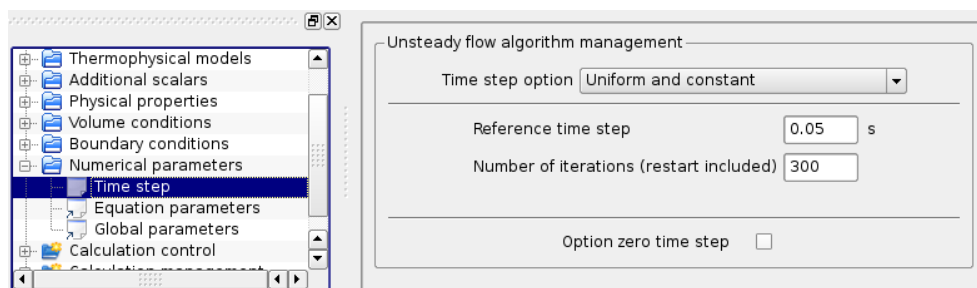 Thermophysical models
Additional scalars
Physical properties
Volume conditions
Boundary conditions
Numerical parameters
Time step
Equation parameters
Global parameters
Calculation control
Calculation management
Unsteady flow algorithm management
Time step option Uniform and constant
Reference time step 0.05 s
Number of iterations (restart included) 300
Option zero time step